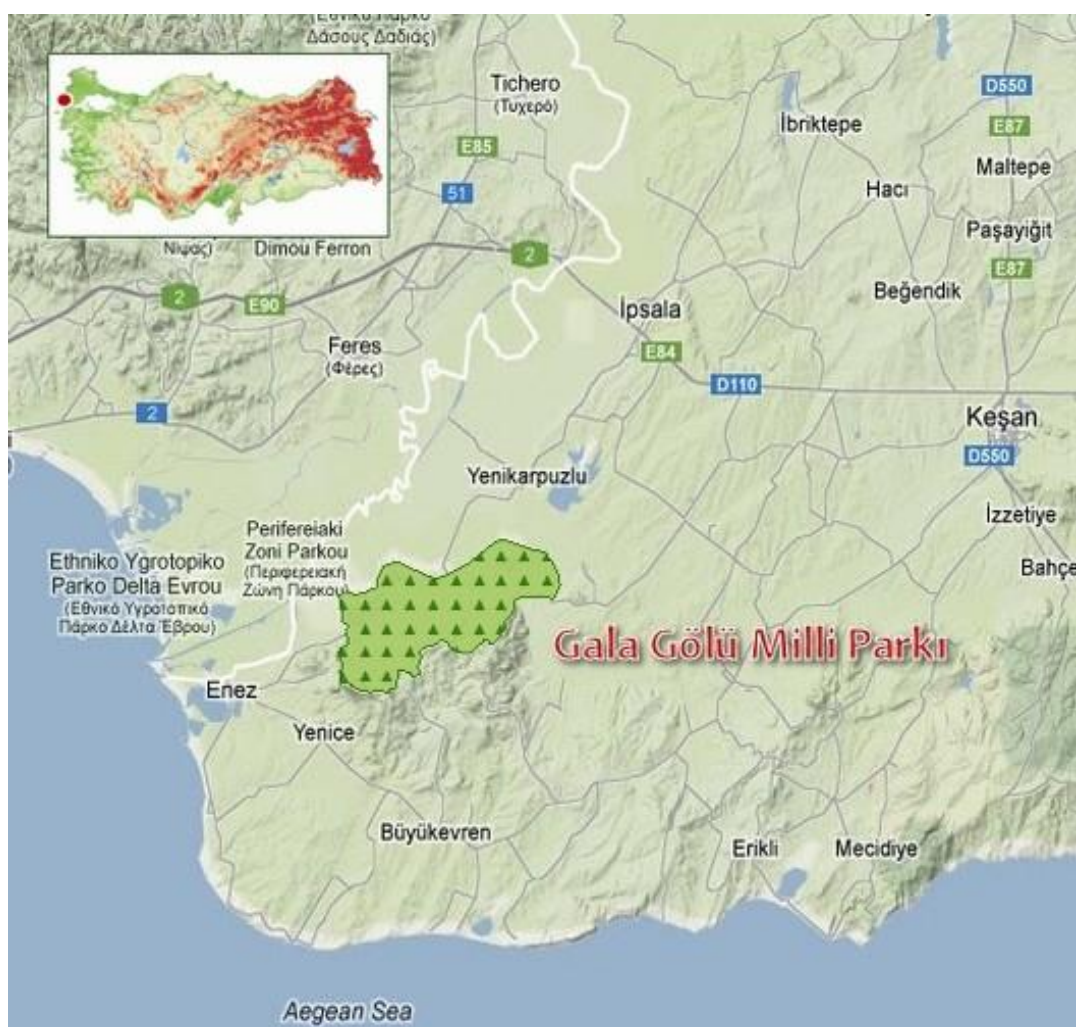 Δάσους Δαδιάς)
Tichero
(Τυχερό)
D550
E87
İbriktepe
Maltepe
E85
51
Hacı
Νίψας)
Dimou Ferron
2
Paşayiğit
E87
2
E90
Beğendik
İpsala
Feres
(Φέρες)
E84
D110
2
Keşan
D550
Yenikarpuzlu
İzzetiye
Perifereiaki
Zoni Parkou
(Περιφερειακή
Ζώνη Πάρκου)
Ethniko Ygrotopiko
Parko Delta Evrou
(Εθνικό Υγροτοπικό
Πάρκο Δέλτα Έβρου)
Bahçe
Gala Gölü Milli Parkı
Enez
Yenice
Büyükevren
Erikli
Mecidiye
Aegean Sea